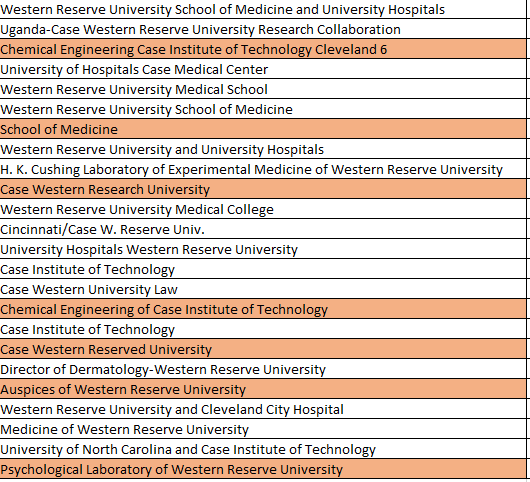 Western Reserve University School of Medicine and University Hospitals
Uganda-Case Western Reserve University Research Collaboration
Chemical Engineering Case Institute of Technology Cleveland 6
University of Hospitals Case Medical Center
Western Reserve University Medical School
Western Reserve University School of Medicine
School of Medicine
Western Reserve University and University Hospitals
H. K. Cushing Laboratory of Experimental Medicine of Western Reserve University
Case Western Research University
Western Reserve University Medical College
Cincinnati/Case W. Reserve Univ.
University Hospitals Western Reserve University
Case Institute of Technology
Case Western University Law
Chemical Engineering of Case Institute of Technology
Case Institute of Technology
Case Western Reserved University
Director of Dermatology-Western Reserve University
Auspices of Western Reserve University
Western Reserve University and Cleveland City Hospital
Medicine of Western Reserve University
University of North Carolina and Case Institute of Technology
Psychological Laboratory of Western Reserve University